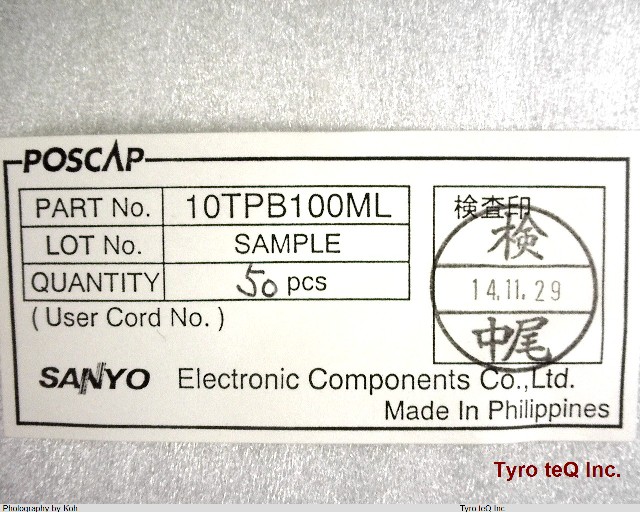 POSCAP
PART No. 10TPB100ML
LOT No. SAMPLE
QUANTITY 50 pcs
( User Cord No. )
検査印
検
14.11.29
中尾
SANYO Electronic Components Co.,Ltd.
Made In Philippines
Tyro teQ Inc.
Photography by Koh Tyro teQ Inc